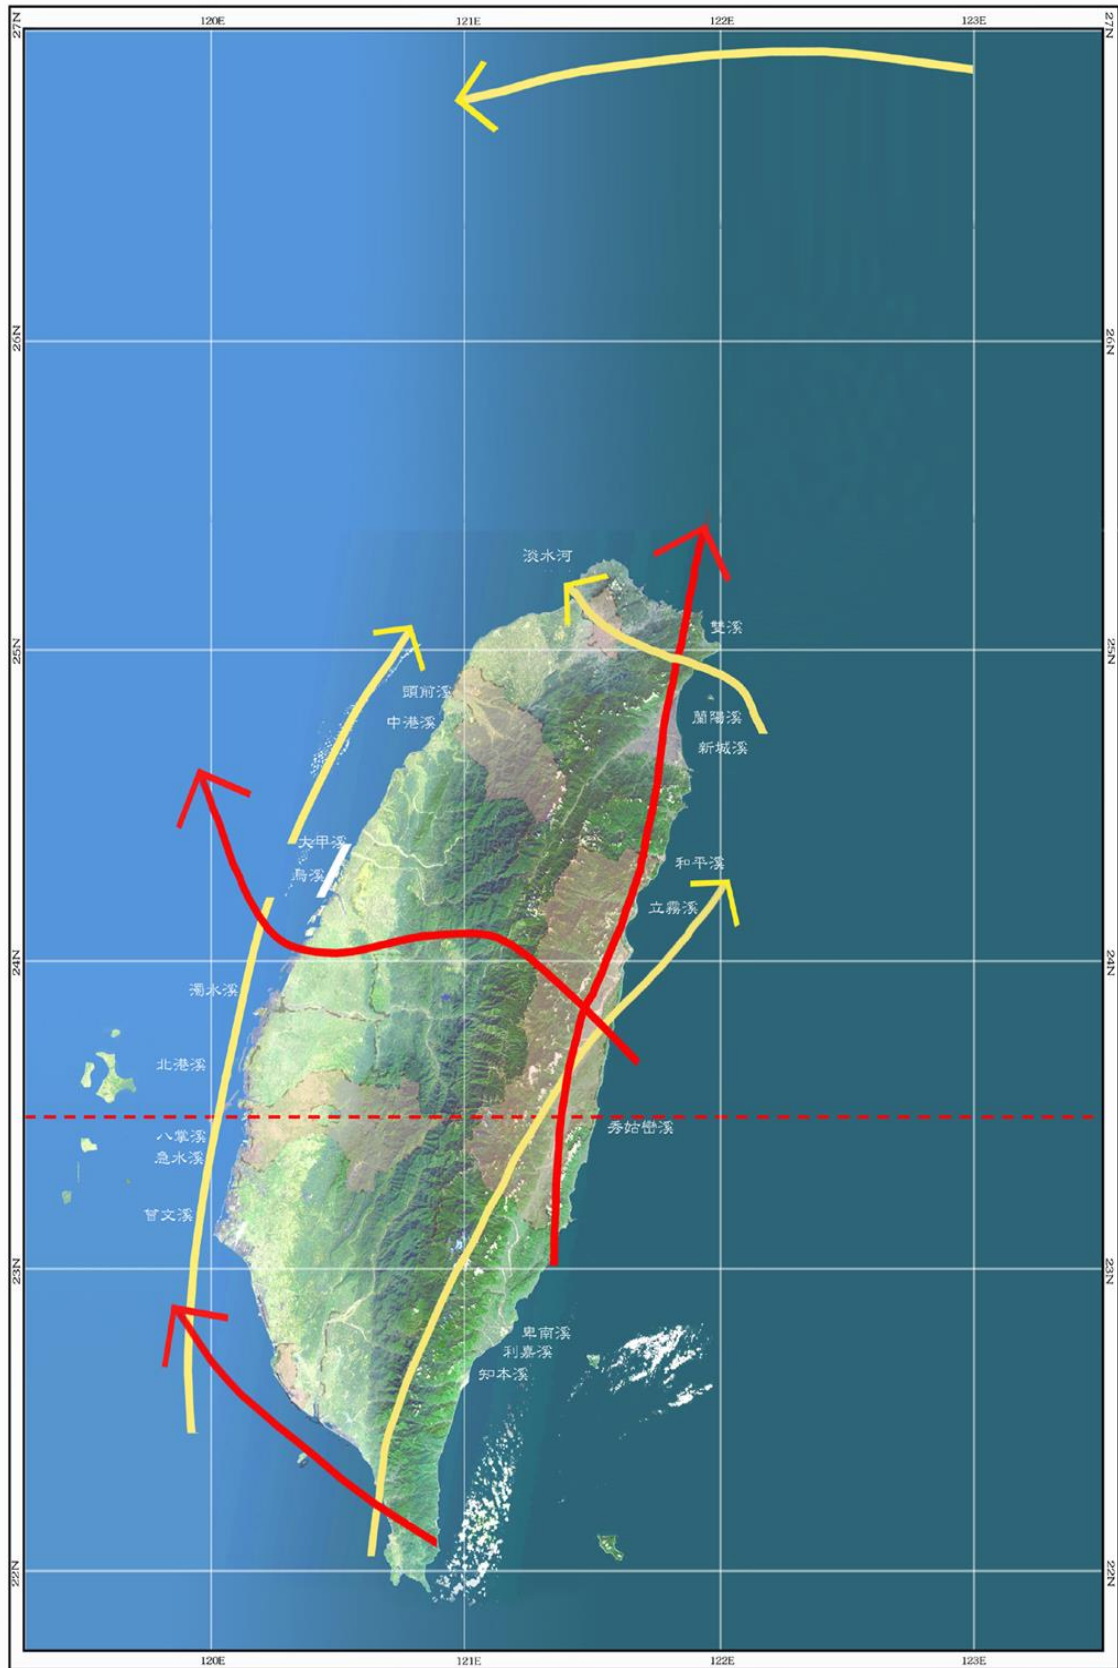 120E
121E
122E
123E
27N
27N
26N
26N
淡水河
雙溪
25N
25N
頭前溪
中港溪
蘭陽溪
新城溪
大甲溪
烏溪
和平溪
立霧溪
24N
24N
濁水溪
北港溪
八掌溪
急水溪
秀姑巒溪
曾文溪
23N
23N
卑南溪
利嘉溪
知本溪
22N
22N
120E
121E
122E
123E